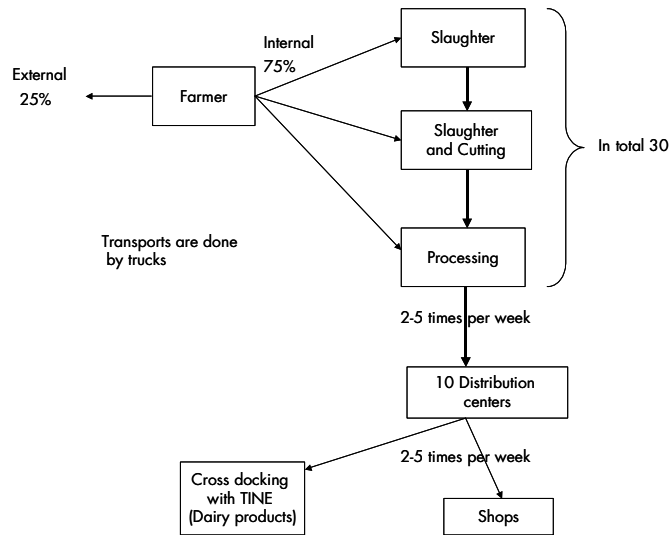 Internal
75%
Slaughter
External
25%
Farmer
Slaughter
and Cutting
In total 30
Transports are done
by trucks
Processing
2-5 times per week
10 Distribution
centers
2-5 times per week
Cross docking
with TINE
(Dairy products)
Shops